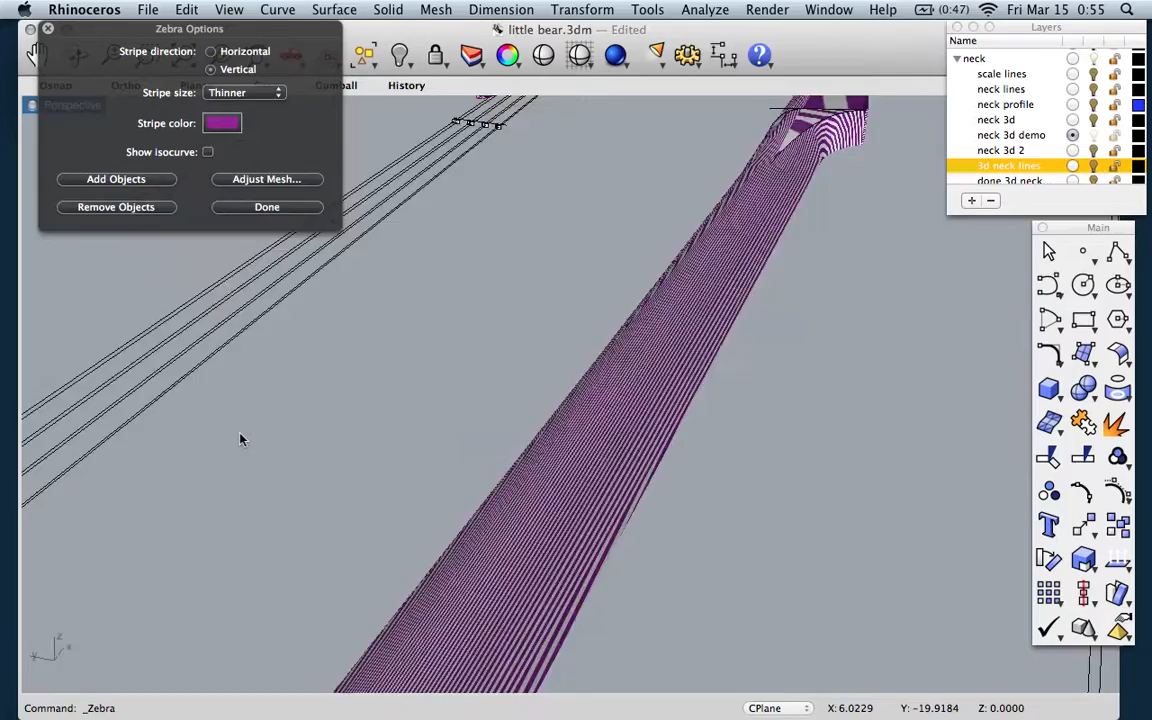 Rhinoceros File Edit View Curve Surface Solid Mesh Dimension Transform Tools Analyze Render Window Help (0:47) Fri Mar 15 0:55
little bear.3dm — Edited
Zebra Options
Stripe direction: Horizontal
Vertical
Stripe size: Thinner
Stripe color:
Show isocurve:
Add Objects Adjust Mesh...
Remove Objects Done
Osnap Ortho Gumball History
Perspective
Layers
Name
neck
scale lines
neck lines
neck profile
neck 3d
neck 3d demo
neck 3d 2
3d neck lines
done 3d neck
Main
z
x
y
Command: _Zebra CPlane X: 6.0229 Y: -19.9184 Z: 0.0000